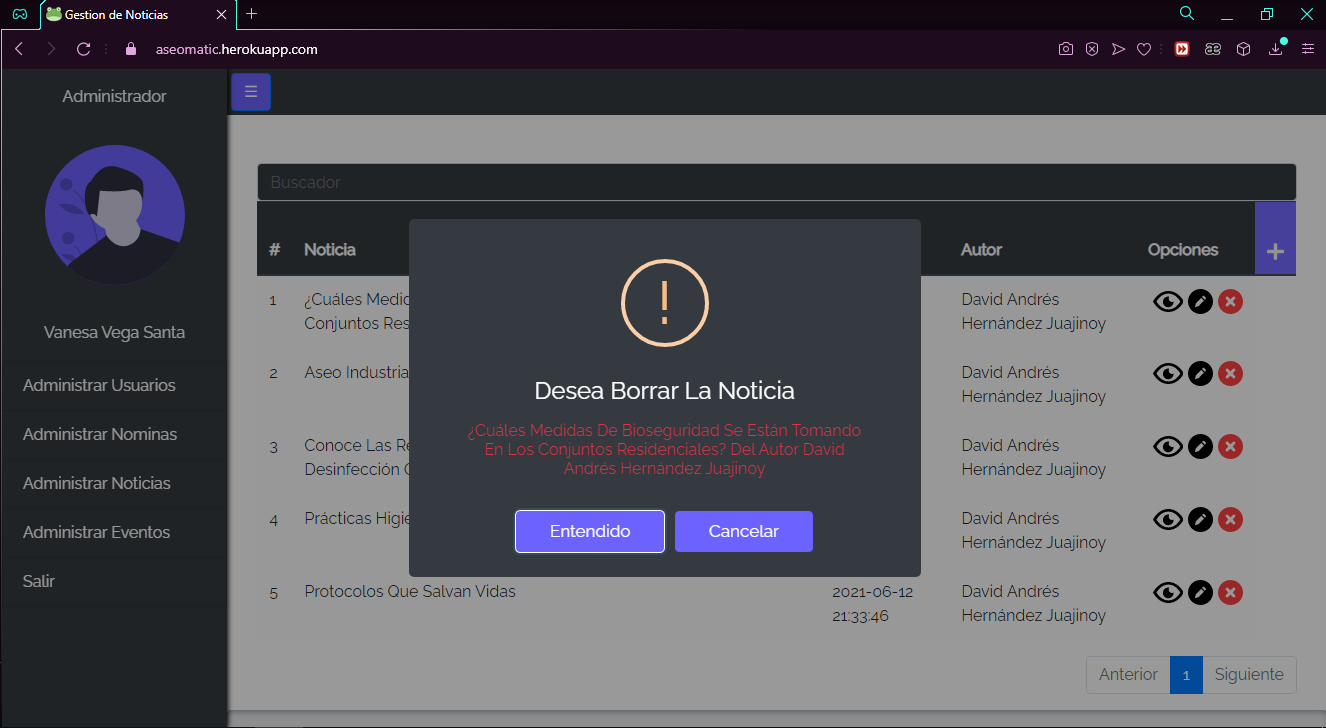 Gestion de Noticias
aseomatic.herokuapp.com
Administrador
Vanesa Vega Santa
Administrar Usuarios
Administrar Nominas
Administrar Noticias
Administrar Eventos
Salir
Buscador
# Noticia Autor Opciones
1 ¿Cuáles Medid David Andrés
Conjuntos Res Hernández Juajinoy
2 Aseo Industria David Andrés
Hernández Juajinoy
3 Conoce Las Re David Andrés
Desinfección Hernández Juajinoy
4 Prácticas Higie David Andrés
Hernández Juajinoy
5 Protocolos Que Salvan Vidas 2021-06-12 David Andrés
21:33:46 Hernández Juajinoy
Desea Borrar La Noticia
¿Cuáles Medidas De Bioseguridad Se Están Tomando
En Los Conjuntos Residenciales? Del Autor David
Andrés Hernández Juajinoy
Entendido Cancelar
Anterior 1 Siguiente